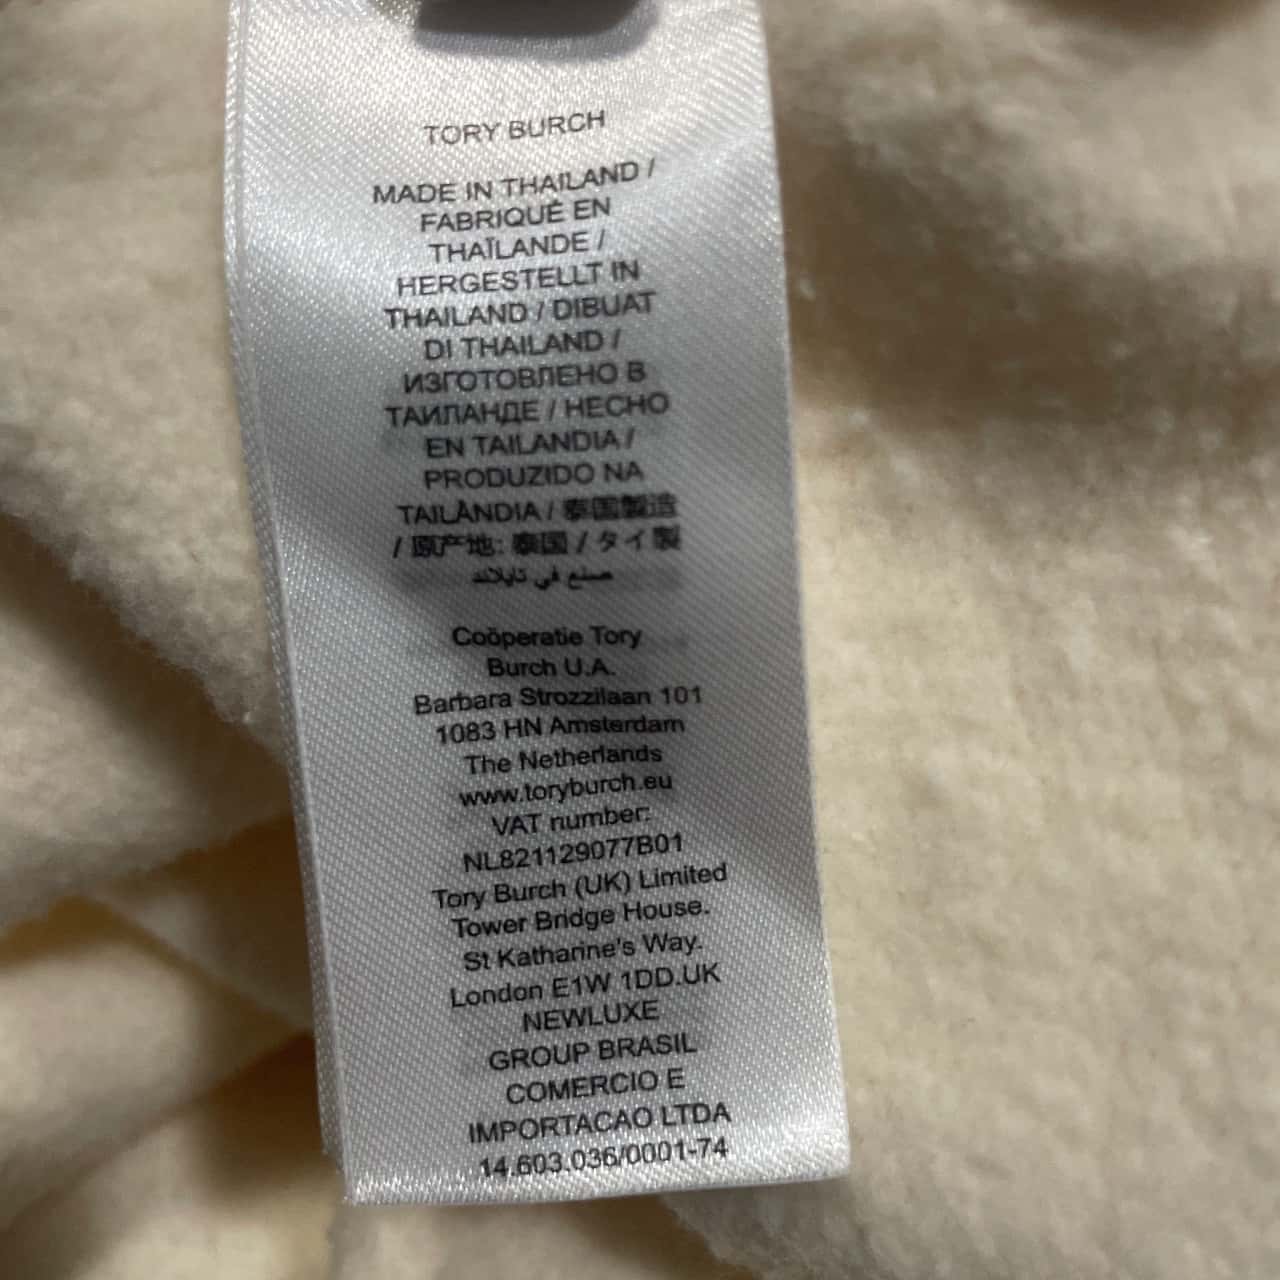 TORY BURCH
MADE IN THAILAND /
FABRIQUÉ EN
THAÏLANDE /
HERGESTELLT IN
THAILAND / DIBUAT
DI THAILAND /
ИЗГОТОВЛЕНО В
ТАИЛАНДЕ / HECHO
EN TAILANDIA /
PRODUZIDO NA
TAILÂNDIA / 泰国製造
/ 原产地: 泰国 / タイ製
صنع في تايلاند
Coöperatie Tory
Burch U.A.
Barbara Strozzilaan 101
1083 HN Amsterdam
The Netherlands
www.toryburch.eu
VAT number:
NL821129077B01
Tory Burch (UK) Limited
Tower Bridge House.
St Katharine's Way.
London E1W 1DD.UK
NEWLUXE
GROUP BRASIL
COMERCIO E
IMPORTACAO LTDA
14.603.036/0001-74